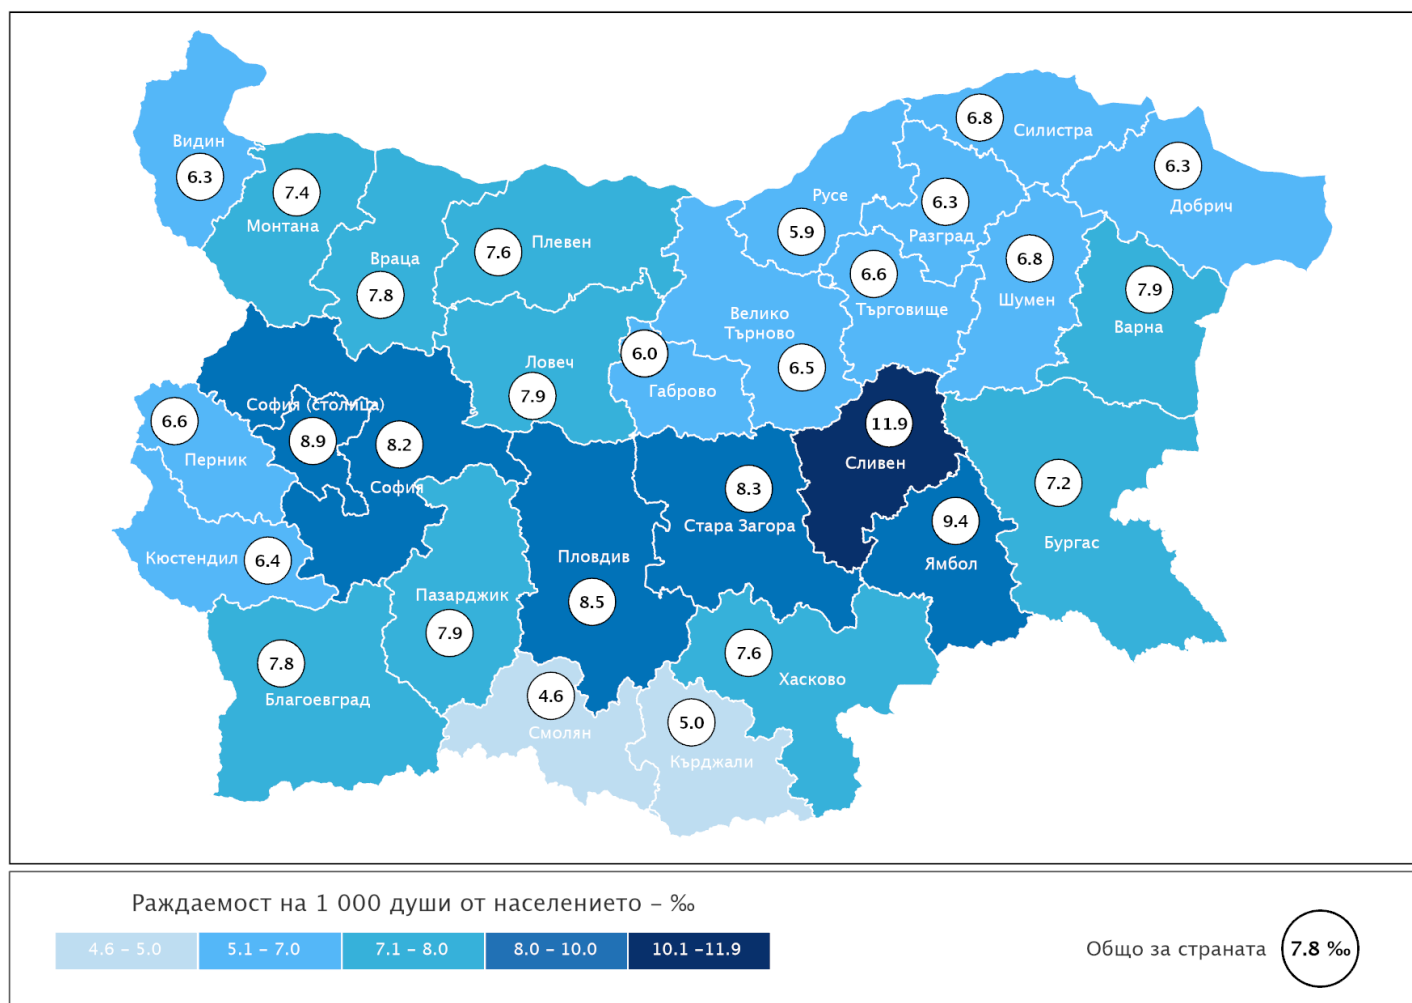 Видин
6.3
7.4
Монтана
Враца
7.8
7.6
Плевен
6.8
Силистра
6.3
Добрич
Русе
5.9
6.3
Разград
6.6
Търговище
6.8
Шумен
7.9
Варна
Велико
Търново
6.5
6.0
Габрово
Ловеч
7.9
София (столица)
8.9
8.2
София
6.6
Перник
Кюстендил
6.4
11.9
Сливен
8.3
Стара Загора
9.4
Ямбол
7.2
Бургас
Пловдив
8.5
Пазарджик
7.9
7.8
Благоевград
4.6
Смолян
5.0
Кърджали
7.6
Хасково
Раждаемост на 1 000 души от населението – ‰
4.6 – 5.0
5.1 – 7.0
7.1 – 8.0
8.0 – 10.0
10.1 –11.9
Общо за страната
7.8 ‰